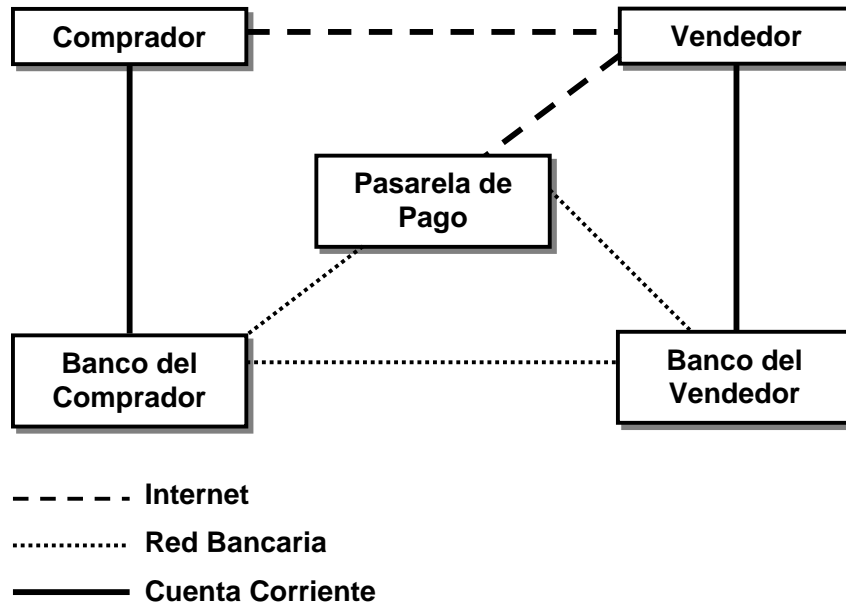 Comprador
Vendedor
Pasarela de
Pago
Banco del
Comprador
Banco del
Vendedor
Internet
Red Bancaria
Cuenta Corriente